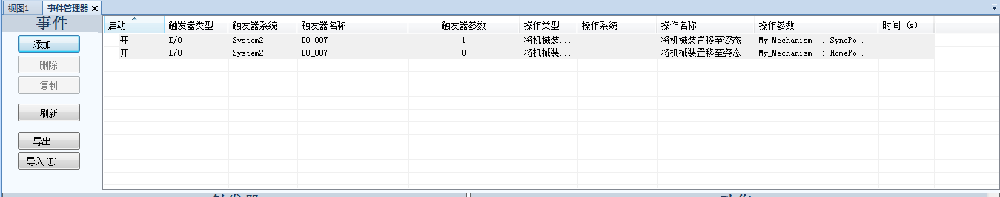 视图1 事件管理器
事件
添加...
删除
复制
刷新
导出...
导入(I)...
启动 触发器类型 触发器系统 触发器名称 触发器参数 操作类型 操作系统 操作名称 操作参数 时间 (s)
开 I/O System2 DO_007 1 将机械装... 将机械装置移至姿态 My_Mechanism : SyncPo...
开 I/O System2 DO_007 0 将机械装... 将机械装置移至姿态 My_Mechanism : HomePo...